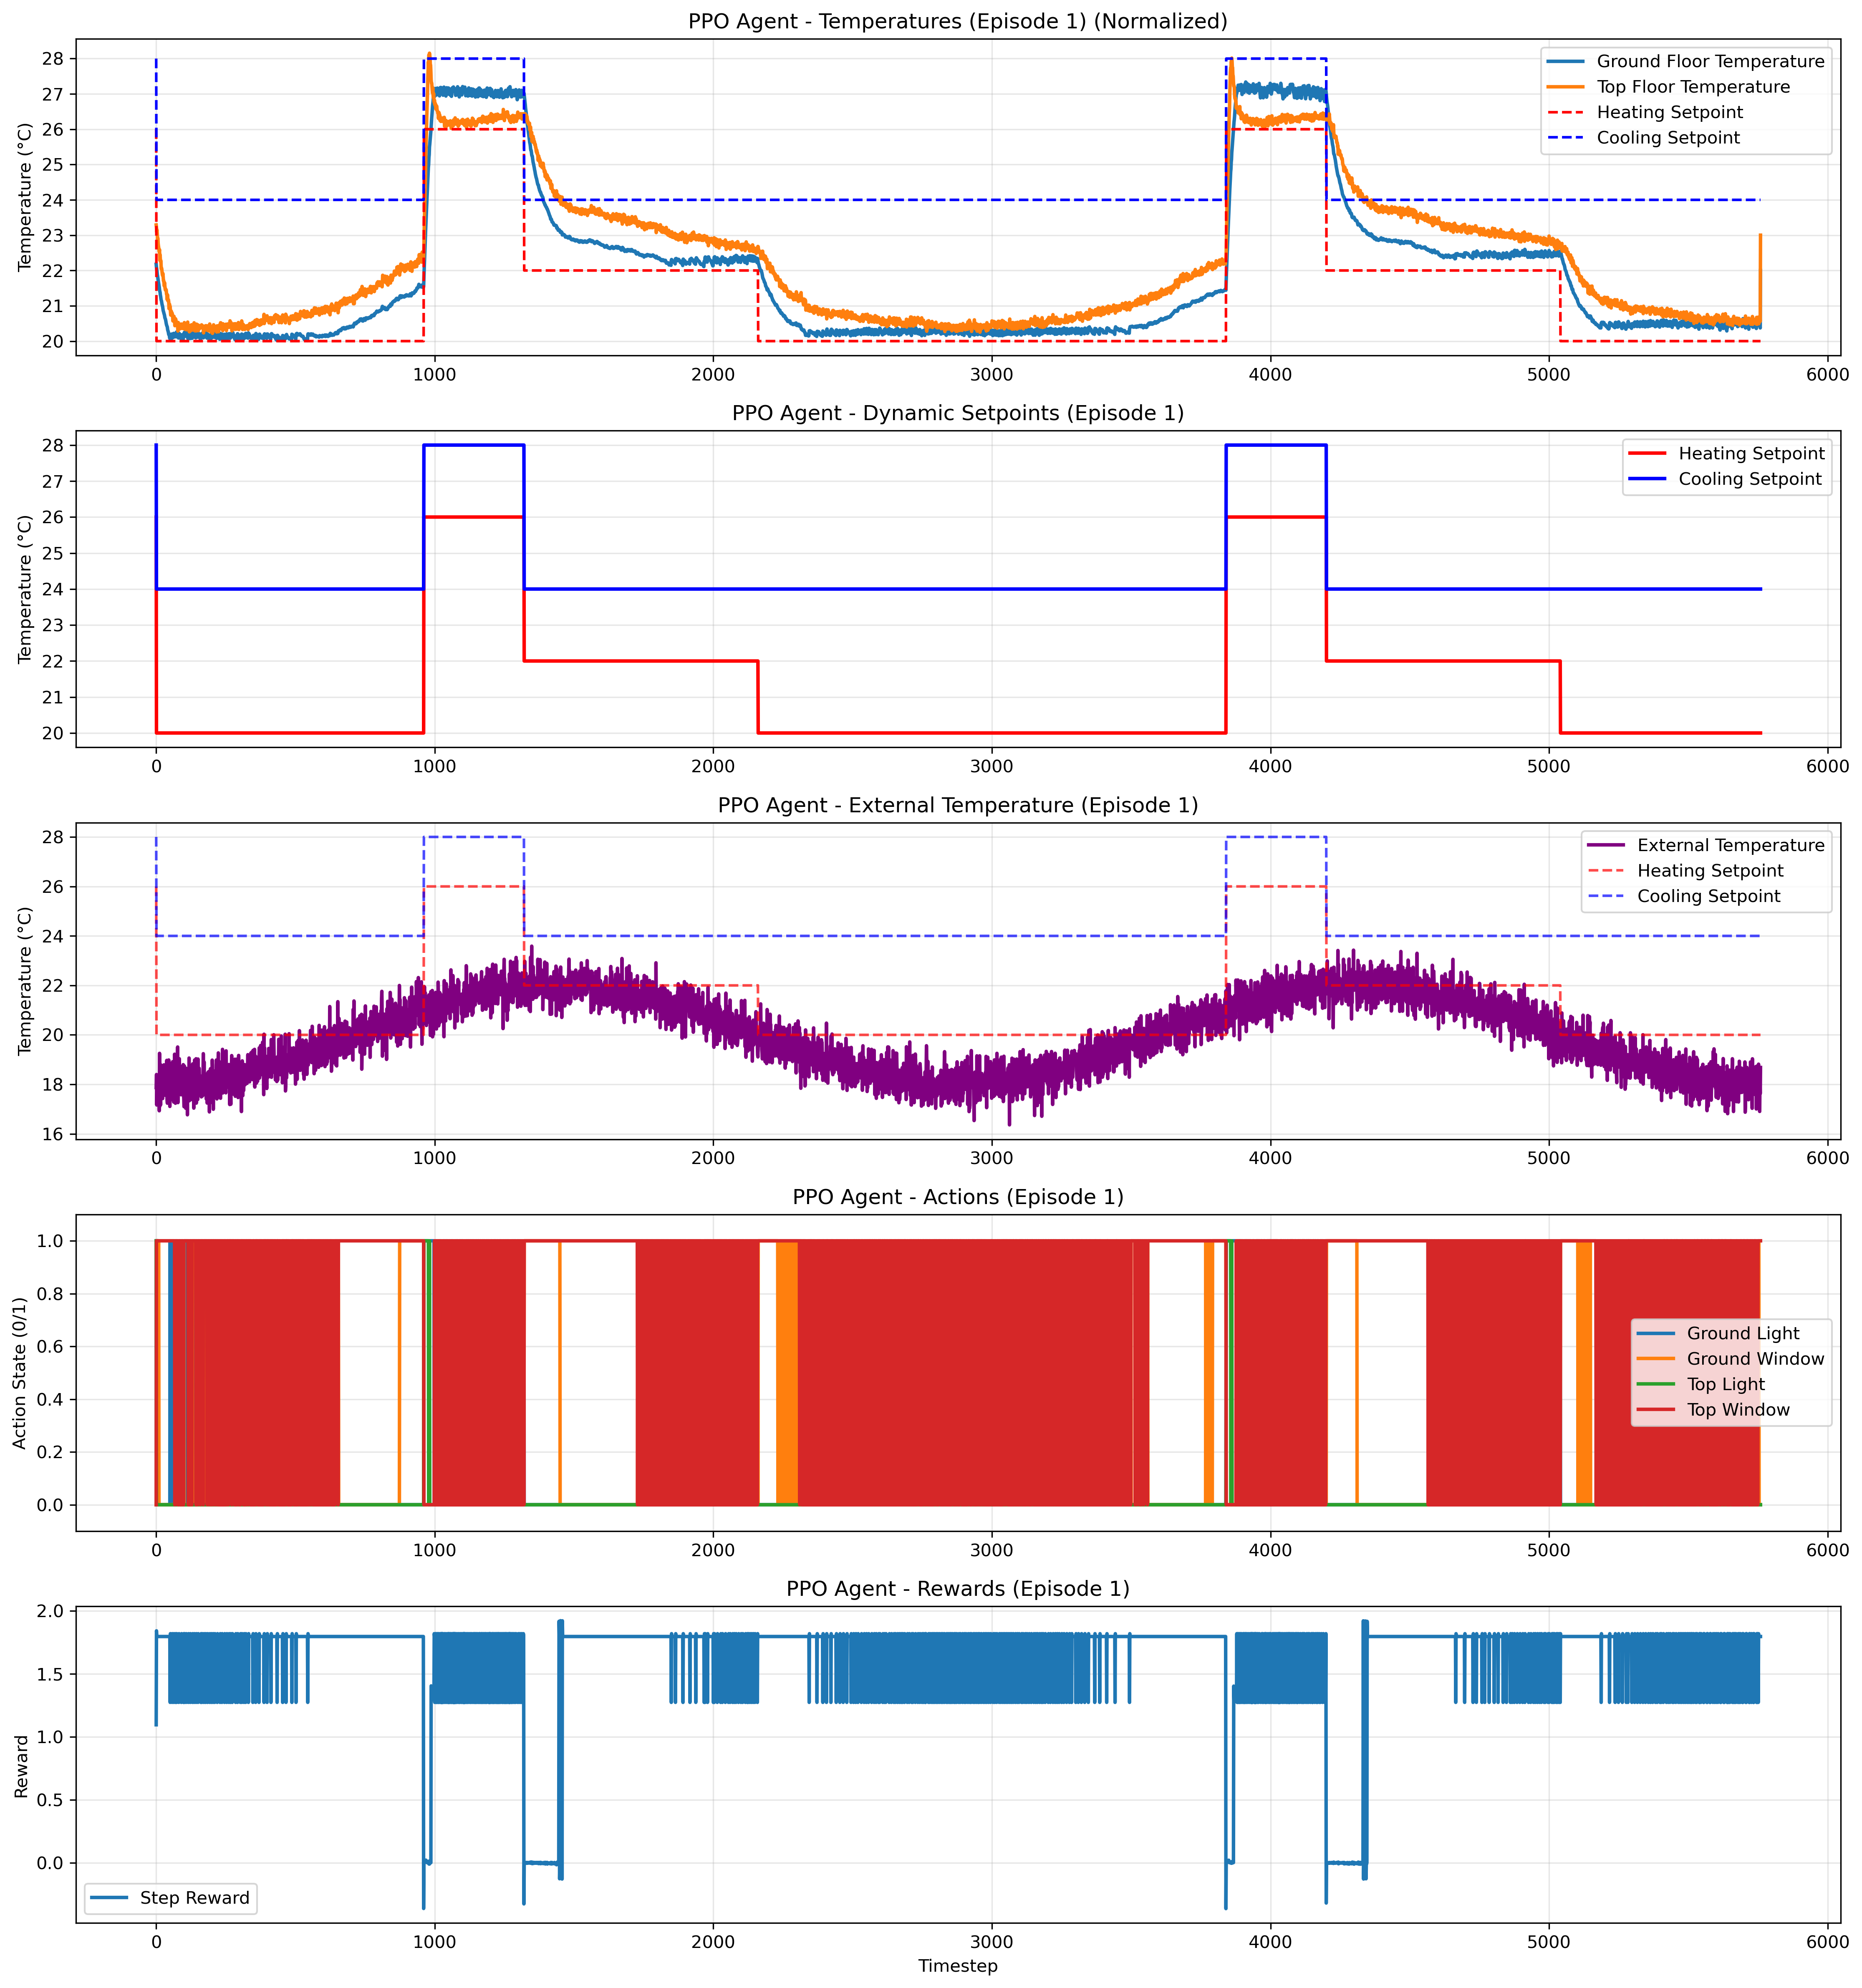 PPO Agent - Temperatures (Episode 1) (Normalized)
Temperature (°C)
28
27
26
25
24
23
22
21
20
Ground Floor Temperature
Top Floor Temperature
Heating Setpoint
Cooling Setpoint
0 1000 2000 3000 4000 5000 6000
PPO Agent - Dynamic Setpoints (Episode 1)
Temperature (°C)
28
27
26
25
24
23
22
21
20
Heating Setpoint
Cooling Setpoint
0 1000 2000 3000 4000 5000 6000
PPO Agent - External Temperature (Episode 1)
Temperature (°C)
28
26
24
22
20
18
16
External Temperature
Heating Setpoint
Cooling Setpoint
0 1000 2000 3000 4000 5000 6000
PPO Agent - Actions (Episode 1)
Action State (0/1)
1.0
0.8
0.6
0.4
0.2
0.0
Ground Light
Ground Window
Top Light
Top Window
0 1000 2000 3000 4000 5000 6000
PPO Agent - Rewards (Episode 1)
Reward
2.0
1.5
1.0
0.5
0.0
Step Reward
0 1000 2000 3000 4000 5000 6000
Timestep